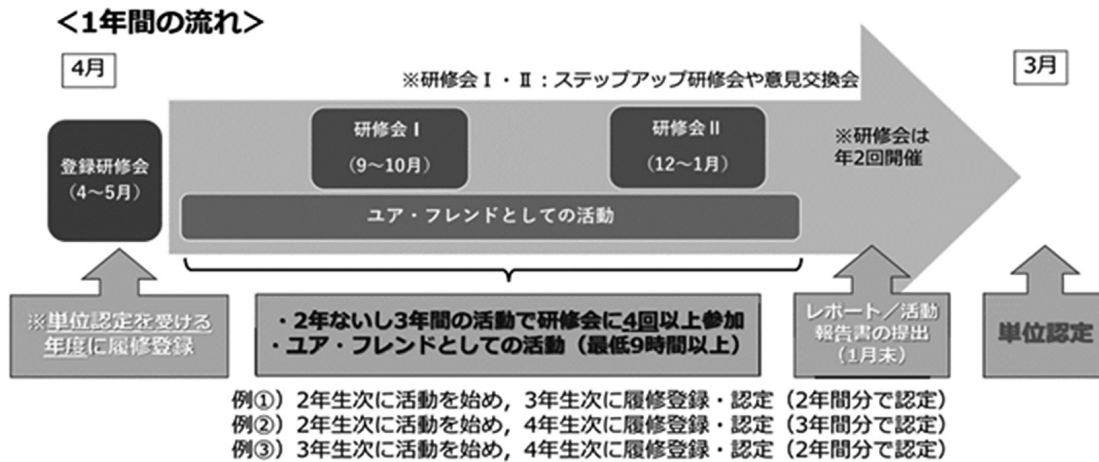 <1年間の流れ>
4月
3月
※研修会Ⅰ・Ⅱ：ステップアップ研修会や意見交換会
登録研修会
（4～5月）
研修会Ⅰ
（9～10月）
研修会Ⅱ
（12～1月）
※研修会は
年2回開催
ユア・フレンドとしての活動
※単位認定を受ける
年度に履修登録
・2年ないし3年間の活動で研修会に4回以上参加
・ユア・フレンドとしての活動（最低9時間以上）
レポート／活動
報告書の提出
（1月末）
単位認定
例①）2年生次に活動を始め，3年生次に履修登録・認定（2年間分で認定）
例②）2年生次に活動を始め，4年生次に履修登録・認定（3年間分で認定）
例③）3年生次に活動を始め，4年生次に履修登録・認定（2年間分で認定）